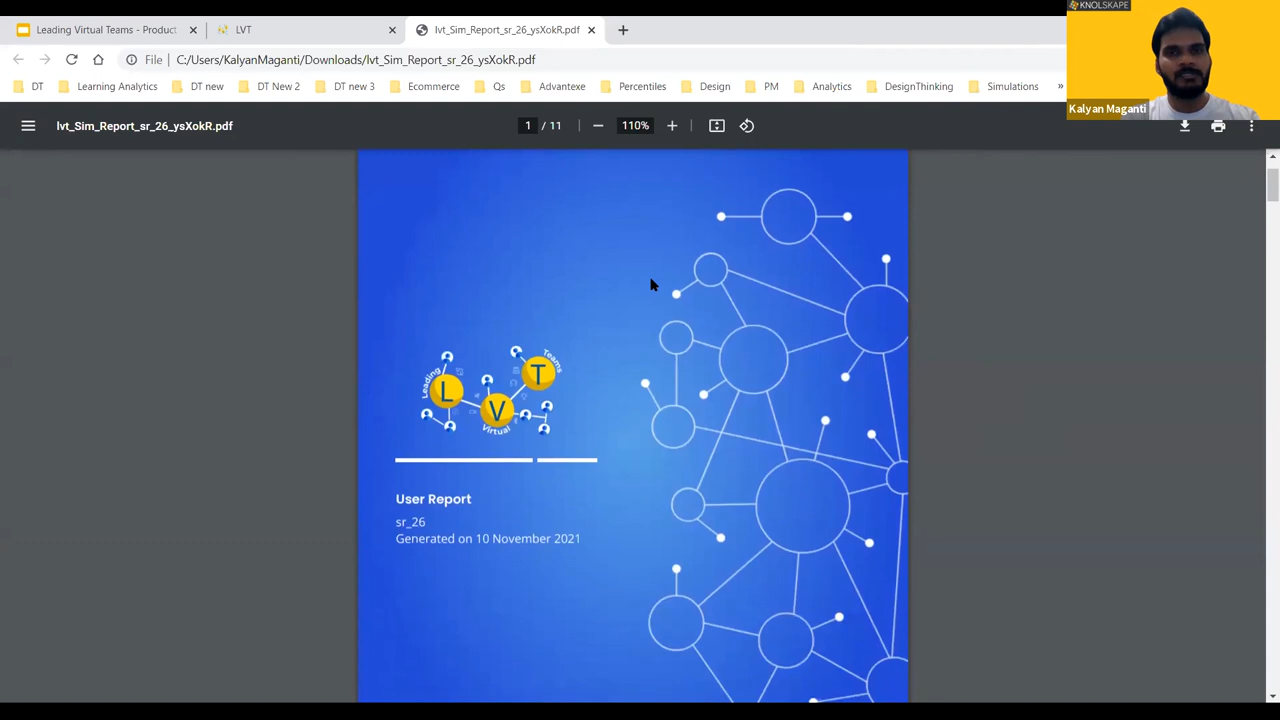 Leading Virtual Teams - Product
LVT
lvt_Sim_Report_sr_26_ysXokR.pdf
KNOLSKAPE
File
C:/Users/KalyanMaganti/Downloads/lvt_Sim_Report_sr_26_ysXokR.pdf
DT
Learning Analytics
DT new
DT New 2
DT new 3
Ecommerce
Qs
Advantexe
Percentiles
Design
PM
Analytics
DesignThinking
Simulations
»
Kalyan Maganti
lvt_Sim_Report_sr_26_ysXokR.pdf
1 / 11
110%
Leading
L
V
Virtual
T
Teams
User Report
sr_26
Generated on 10 November 2021